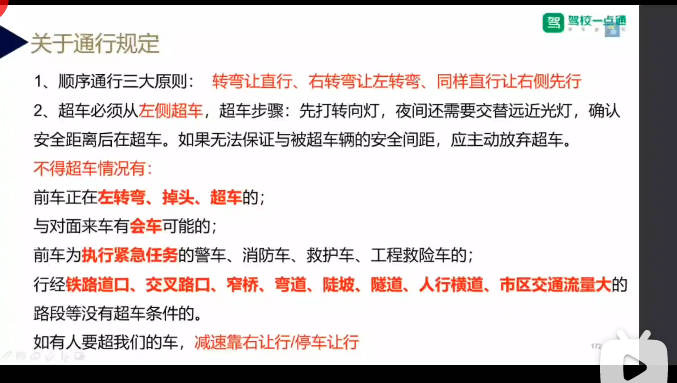 驾校一点通
关于通行规定
1、顺序通行三大原则： 转弯让直行、右转弯让左转弯、同样直行让右侧先行
2、超车必须从左侧超车，超车步骤：先打转向灯，夜间还需要交替远近光灯，确认
安全距离后在超车。如果无法保证与被超车辆的安全间距，应主动放弃超车。
不得超车情况有:
前车正在左转弯、掉头、超车的;
与对面来车有会车可能的;
前车为执行紧急任务的警车、消防车、救护车、工程救险车的;
行经铁路道口、交叉路口、窄桥、弯道、陡坡、隧道、人行横道、市区交通流量大的
路段等没有超车条件的。
如有人要超我们的车，减速靠右让行/停车让行